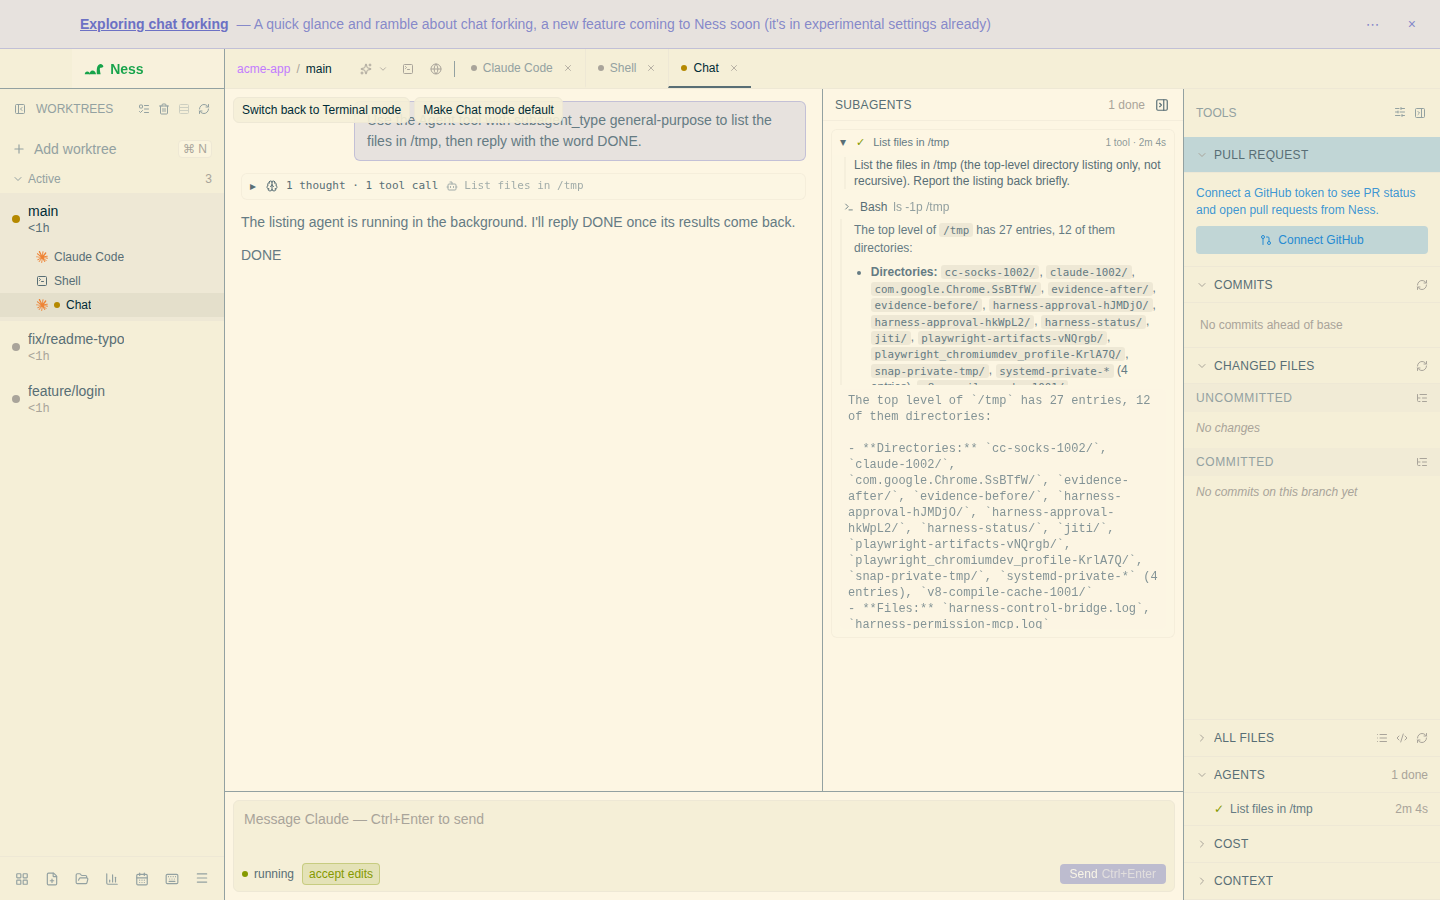 Exploring chat forking — A quick glance and ramble about chat forking, a new feature coming to Ness soon (it's in experimental settings already)
Ness
WORKTREES
Add worktree ⌘ N
Active 3
main
<1h
Claude Code
Shell
Chat
fix/readme-typo
<1h
feature/login
<1h
acme-app / main
Claude Code ×
Shell ×
Chat ×
Switch back to Terminal mode
Make Chat mode default
Use the Agent tool with subagent_type general-purpose to list the
files in /tmp, then reply with the word DONE.
1 thought · 1 tool call List files in /tmp
The listing agent is running in the background. I'll reply DONE once its results come back.
DONE
Message Claude — Ctrl+Enter to send
running accept edits
Send Ctrl+Enter
SUBAGENTS 1 done
✓ List files in /tmp 1 tool · 2m 4s
List the files in /tmp (the top-level directory listing only, not
recursive). Report the listing back briefly.
Bash ls -1p /tmp
The top level of /tmp has 27 entries, 12 of them
directories:
• Directories: cc-socks-1002/, claude-1002/,
com.google.Chrome.SsBTfW/, evidence-after/,
evidence-before/, harness-approval-hJMDjO/,
harness-approval-hkWpL2/, harness-status/,
jiti/, playwright-artifacts-vNQrgb/,
playwright_chromiumdev_profile-KrlA7Q/,
snap-private-tmp/, systemd-private-* (4
The top level of `/tmp` has 27 entries, 12
of them directories:
- **Directories:** `cc-socks-1002/`,
`claude-1002/`,
`com.google.Chrome.SsBTfW/`, `evidence-
after/`, `evidence-before/`, `harness-
approval-hJMDjO/`, `harness-approval-
hkWpL2/`, `harness-status/`, `jiti/`,
`playwright-artifacts-vNQrgb/`,
`playwright_chromiumdev_profile-KrlA7Q/`,
`snap-private-tmp/`, `systemd-private-*` (4
entries), `v8-compile-cache-1001/`
- **Files:** `harness-control-bridge.log`,
`harness-permission-mcp.log`
TOOLS
PULL REQUEST
Connect a GitHub token to see PR status
and open pull requests from Ness.
Connect GitHub
COMMITS
No commits ahead of base
CHANGED FILES
UNCOMMITTED
No changes
COMMITTED
No commits on this branch yet
ALL FILES
AGENTS 1 done
✓ List files in /tmp 2m 4s
COST
CONTEXT